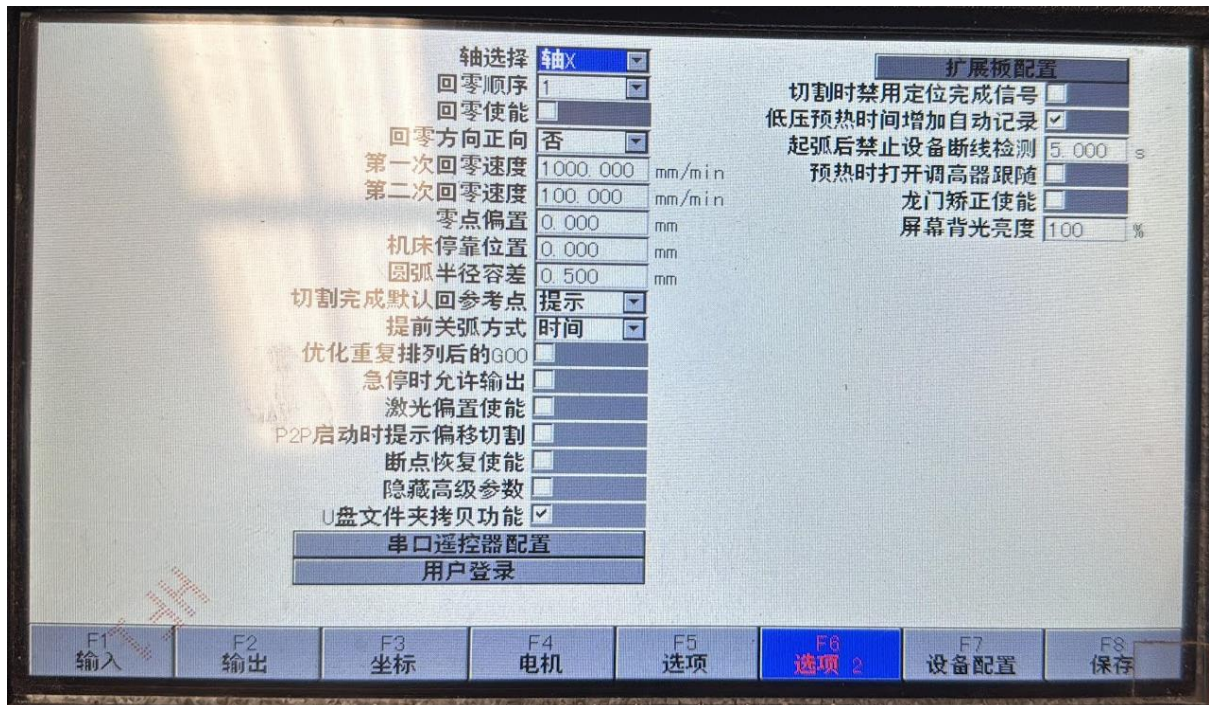 轴选择 轴X
回零顺序 1
回零使能
回零方向正向 否
第一次回零速度 1000.000 mm/min
第二次回零速度 100.000 mm/min
零点偏置 0.000 mm
机床停靠位置 0.000 mm
圆弧半径容差 0.500 mm
切割完成默认回参考点 提示
提前关弧方式 时间
优化重复排列后的G00
急停时允许输出
激光偏置使能
P2P启动时提示偏移切割
断点恢复使能
隐藏高级参数
U盘文件夹拷贝功能
串口遥控器配置
用户登录
扩展板配置
切割时禁用定位完成信号
低压预热时间增加自动记录
起弧后禁止设备断线检测 5.000 s
预热时打开调高器跟随
龙门矫正使能
屏幕背光亮度 100 %
F1 输入
F2 输出
F3 坐标
F4 电机
F5 选项
F6 选项 2
F7 设备配置
F8 保存